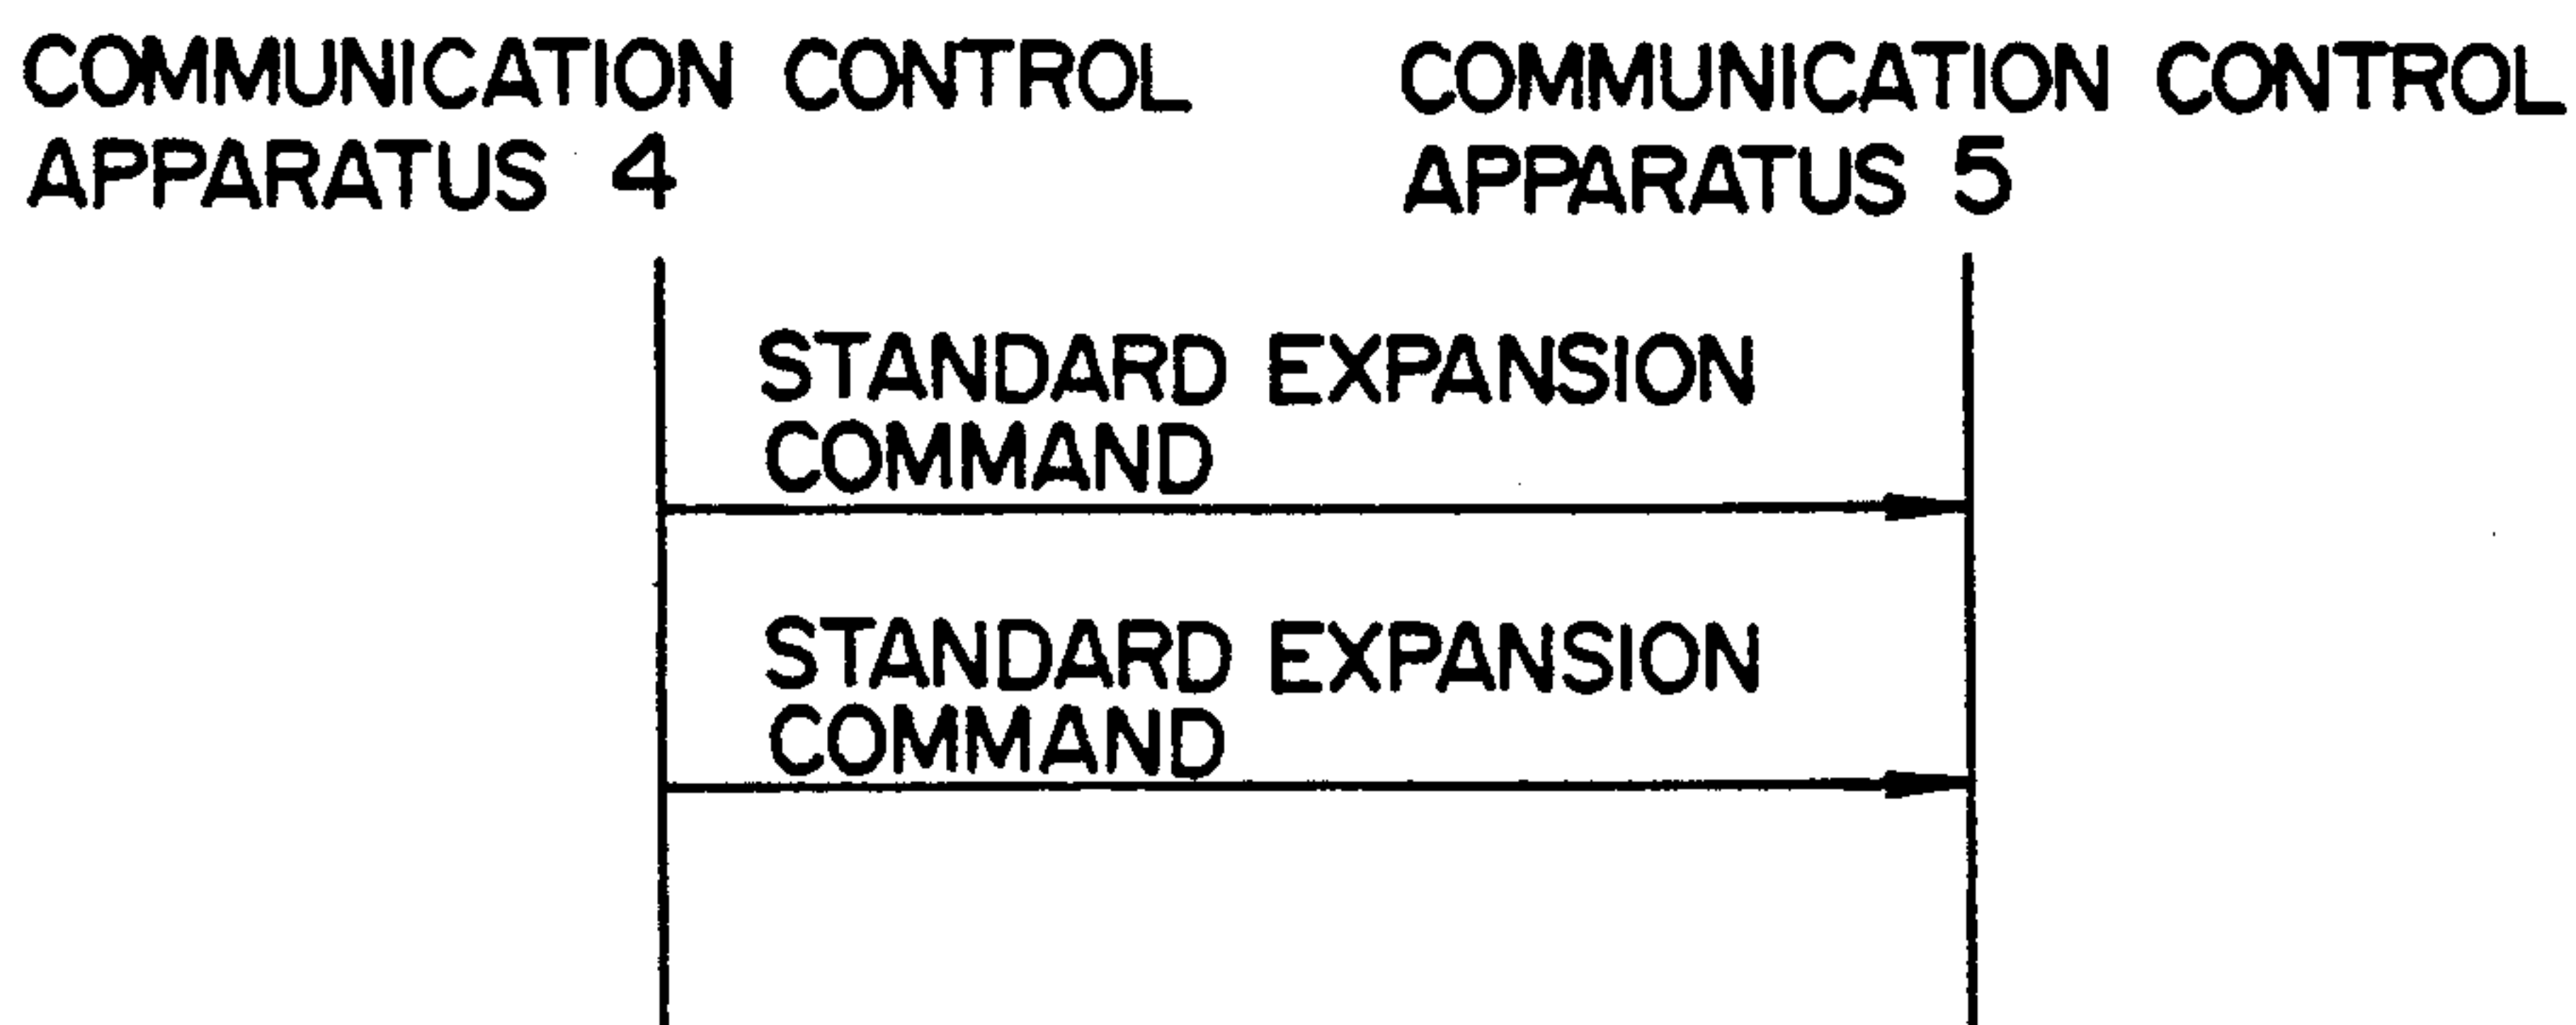 COMMUNICATION CONTROL
APPARATUS 4
COMMUNICATION CONTROL
APPARATUS 5
STANDARD EXPANSION
COMMAND
STANDARD EXPANSION
COMMAND